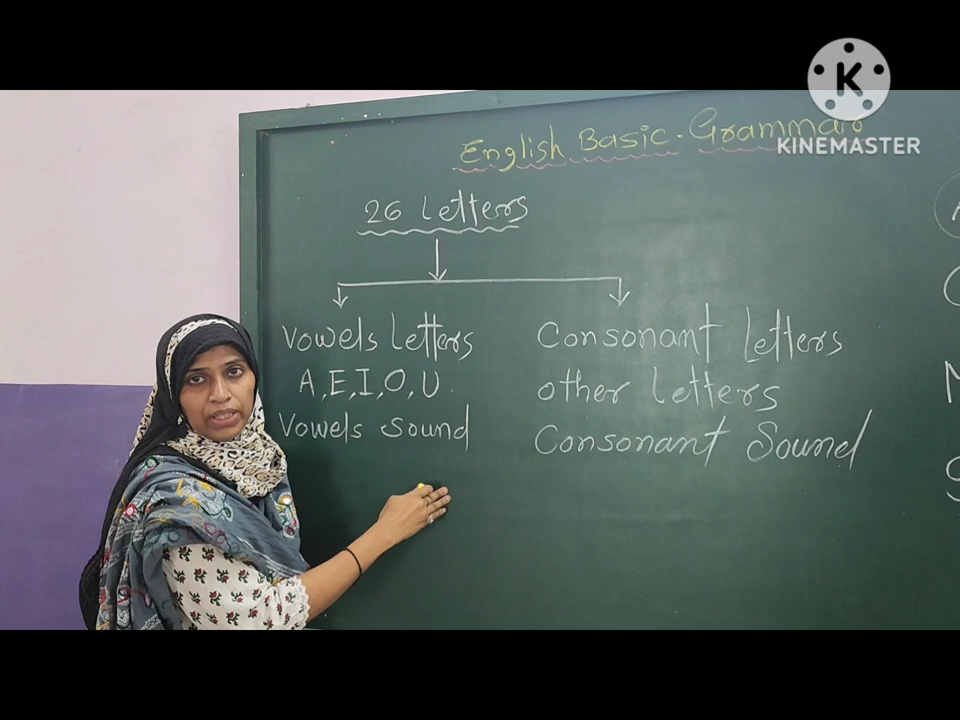 K
KINEMASTER
English Basic. Grammar
26 Letters
Vowels Letters
A, E, I, O, U.
Vowels Sound
Consonant Letters
other Letters
Consonant Sound